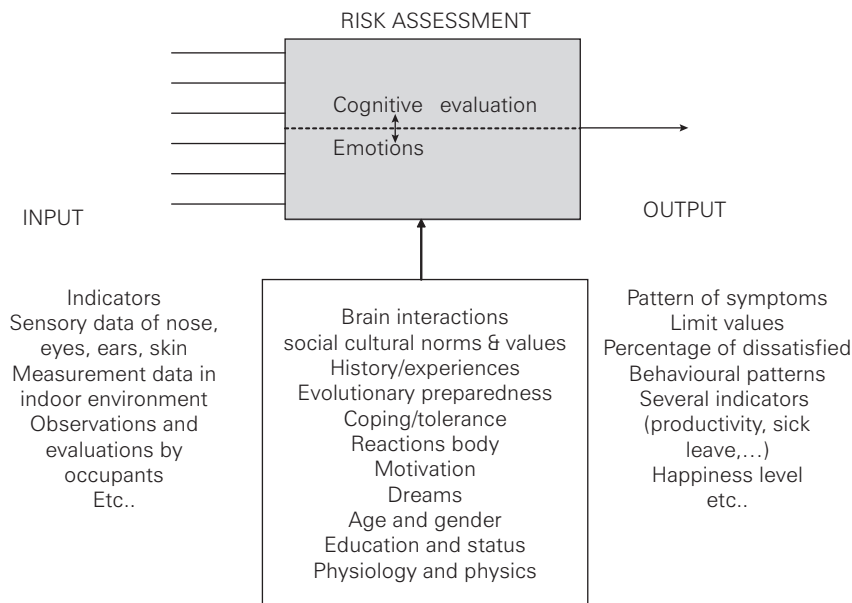 RISK ASSESSMENT
Cognitive evaluation
Emotions
INPUT
OUTPUT
Indicators
Sensory data of nose,
eyes, ears, skin
Measurement data in
indoor environment
Observations and
evaluations by
occupants
Etc..
Brain interactions
social cultural norms & values
History/experiences
Evolutionary preparedness
Coping/tolerance
Reactions body
Motivation
Dreams
Age and gender
Education and status
Physiology and physics
Pattern of symptoms
Limit values
Percentage of dissatisfied
Behavioural patterns
Several indicators
(productivity, sick
leave,...)
Happiness level
etc..